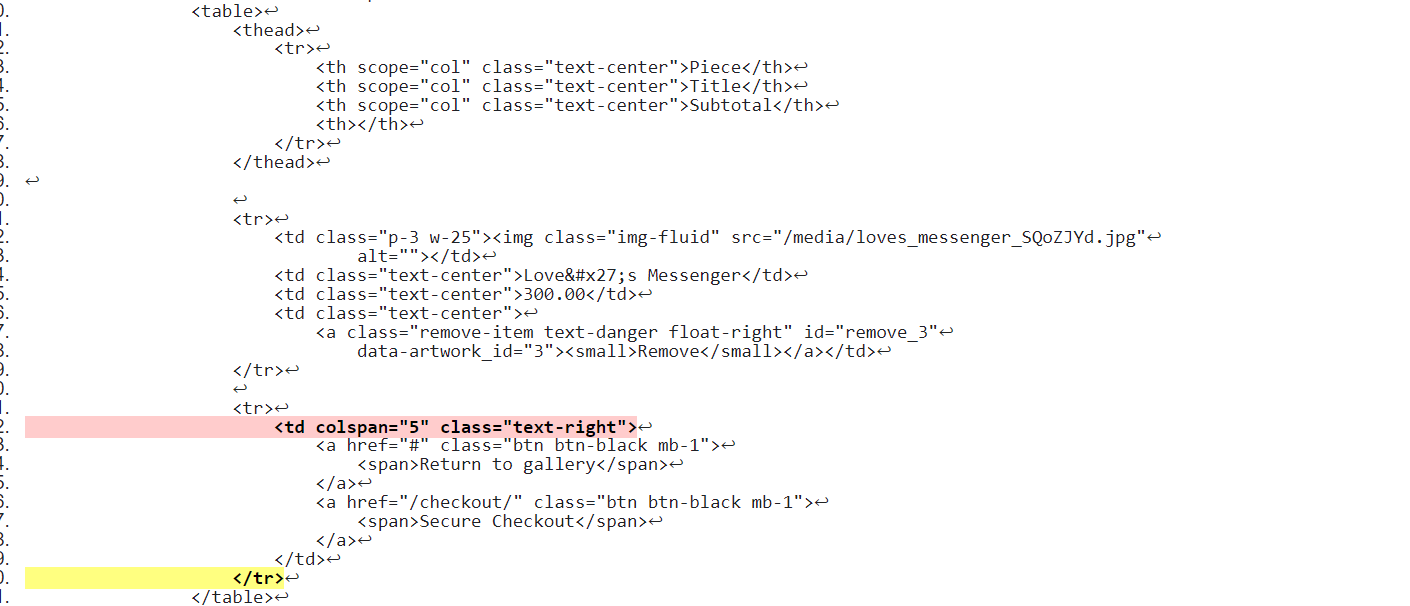 0. <table>↩
1. <thead>↩
2. <tr>↩
3. <th scope="col" class="text-center">Piece</th>↩
4. <th scope="col" class="text-center">Title</th>↩
5. <th scope="col" class="text-center">Subtotal</th>↩
6. <th></th>↩
7. </tr>↩
8. </thead>↩
9. ↩
0. ↩
1. <tr>↩
2. <td class="p-3 w-25"><img class="img-fluid" src="/media/loves_messenger_SQoZJYd.jpg"↩
3. alt=""></td>↩
4. <td class="text-center">Love&#x27;s Messenger</td>↩
5. <td class="text-center">300.00</td>↩
6. <td class="text-center">↩
7. <a class="remove-item text-danger float-right" id="remove_3"↩
8. data-artwork_id="3"><small>Remove</small></a></td>↩
9. </tr>↩
0. ↩
1. <tr>↩
2. <td colspan="5" class="text-right">↩
3. <a href="#" class="btn btn-black mb-1">↩
4. <span>Return to gallery</span>↩
5. </a>↩
6. <a href="/checkout/" class="btn btn-black mb-1">↩
7. <span>Secure Checkout</span>↩
8. </a>↩
9. </td>↩
0. </tr>↩
1. </table>↩